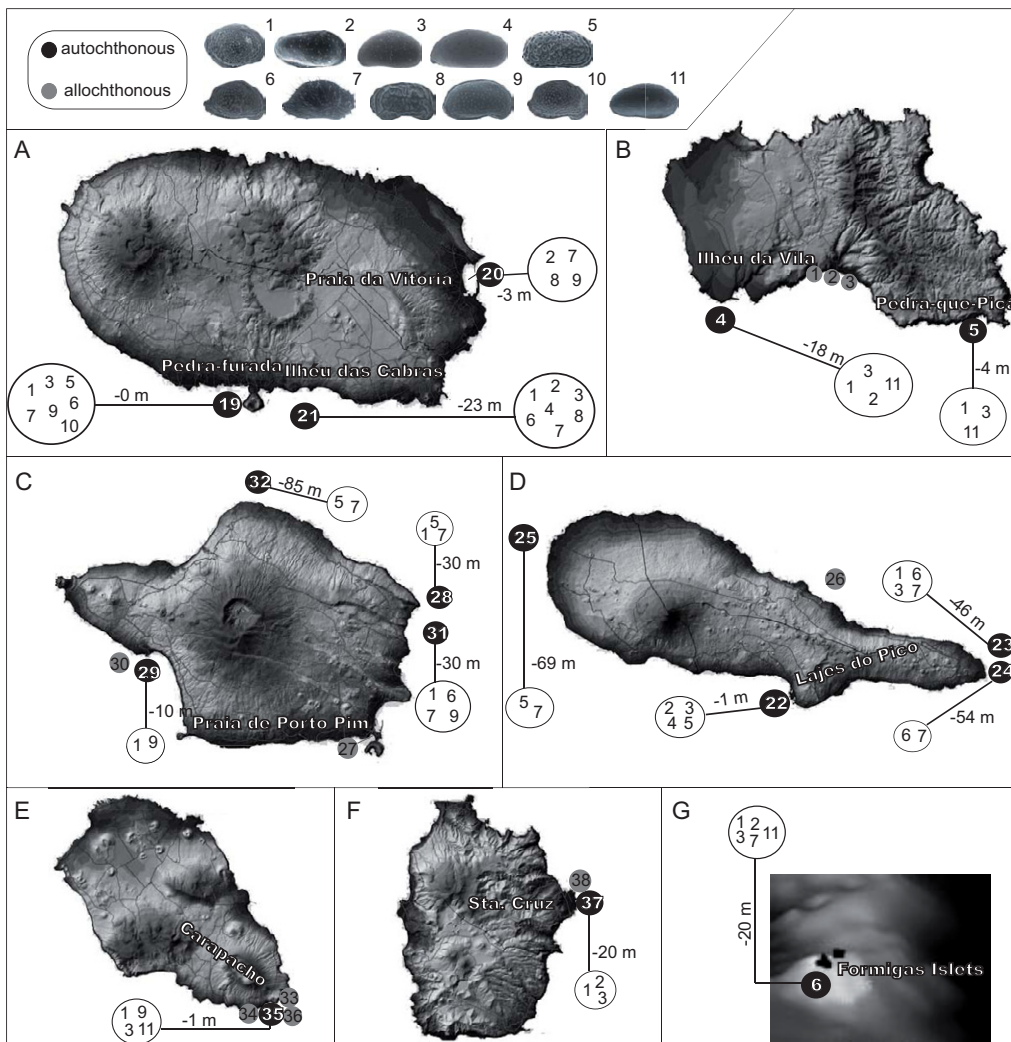 autochthonous
allochthonous
1 2 3 4 5
6 7 8 9 10 11
A
Praia da Vitoria
20
-3 m
2 7
8 9
Pedra-furada
Ilheu das Cabras
1 3 5
7 9 6
10
-0 m
19
21
-23 m
1 2 3
6 4 8
7
B
Ilheu da Vila
1 2 3
Pedra-que-Pica
4
5
-18 m
-4 m
3
1 11
2
1 3
11
C
32
-85 m
5 7
5
1 7
-30 m
28
31
-30 m
1 6
7 9
30
29
-10 m
1 9
Praia de Porto Pim
27
D
25
-69 m
5 7
26
1 6
3 7
-46 m
23
24
-54 m
6 7
Lajes do Pico
22
-1 m
2 3
4 5
E
Carapacho
33
34
35
36
-1 m
1 9
3 11
F
38
Sta. Cruz
37
-20 m
1 2
3
G
1 2
3 7 11
-20 m
Formigas Islets
6